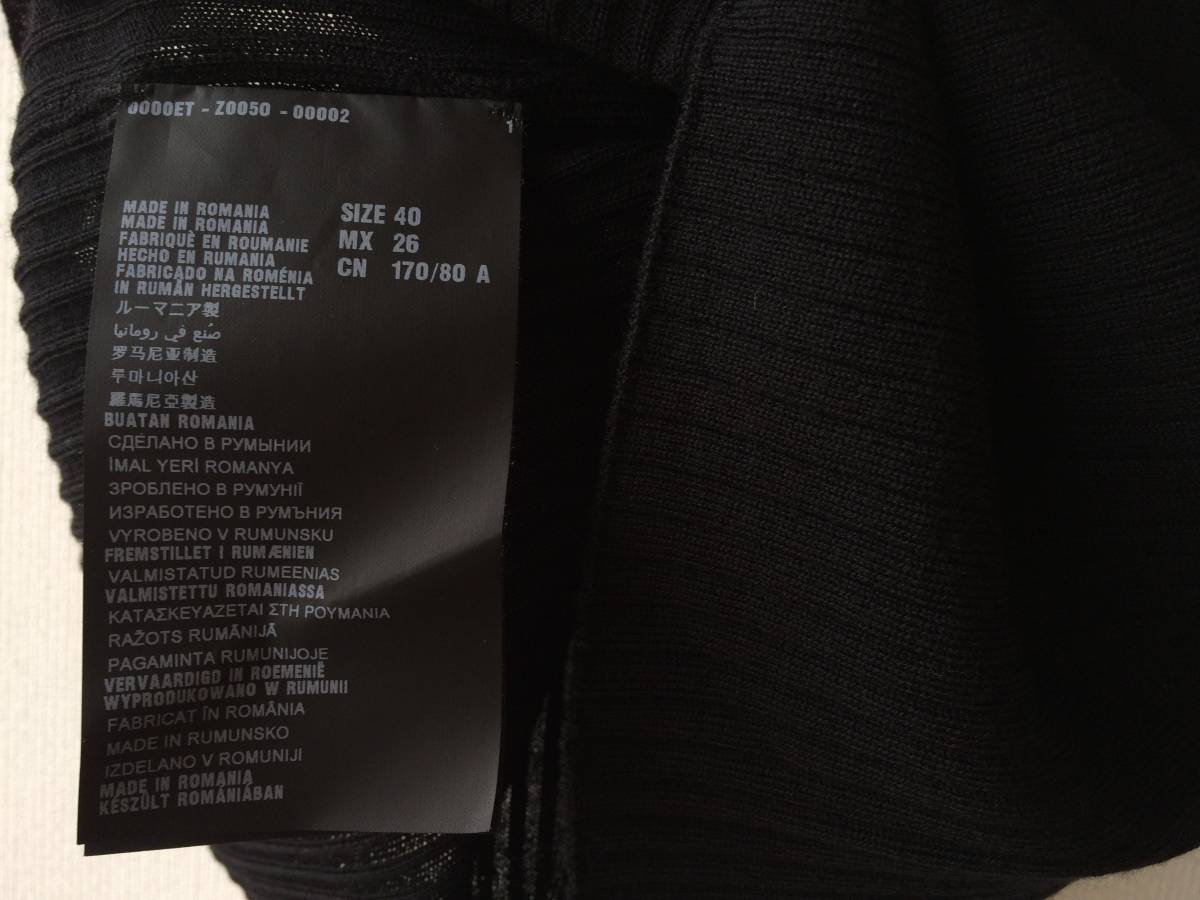 0000ET - Z0050 - 00002
1
MADE IN ROMANIA
MADE IN ROMANIA
FABRIQUÈ EN ROUMANIE
HECHO EN RUMANIA
FABRICADO NA ROMÉNIA
IN RUMÄN HERGESTELLT
ルーマニア製
صُنع في رومانيا
罗马尼亚制造
루마니아산
羅馬尼亞製造
BUATAN ROMANIA
СДЕЛАНО В РУМЫНИИ
İMAL YERİ ROMANYA
ЗРОБЛЕНО В РУМУНІЇ
ИЗРАБОТЕНО В РУМЪНИЯ
VYROBENO V RUMUNSKU
FREMSTILLET I RUMÆNIEN
VALMISTATUD RUMEENIAS
VALMISTETTU ROMANIASSA
ΚΑΤΑΣΚΕΥΑΖΕΤΑΙ ΣΤΗ ΡΟΥΜΑΝΙΑ
RAŽOTS RUMĀNIJĀ
PAGAMINTA RUMUNIJOJE
VERVAARDIGD IN ROEMENIË
WYPRODUKOWANO W RUMUNII
FABRICAT ÎN ROMÂNIA
MADE IN RUMUNSKO
IZDELANO V ROMUNIJI
MADE IN ROMANIA
KÉSZÜLT ROMÁNIÁBAN
SIZE 40
MX 26
CN 170/80 A